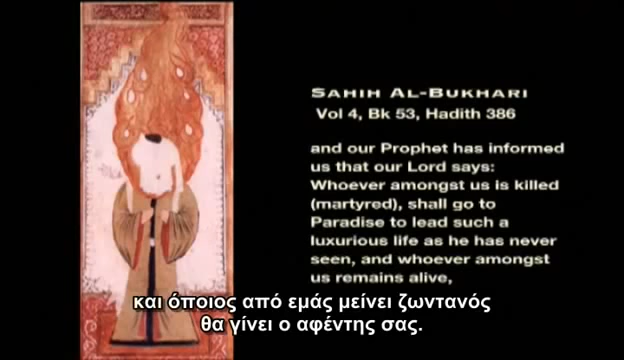 SAHIH AL-BUKHARI
Vol 4, Bk 53, Hadith 386
and our Prophet has informed
us that our Lord says:
Whoever amongst us is killed
(martyred), shall go to
Paradise to lead such a
luxurious life as he has never
seen, and whoever amongst
us remains alive,
και όποιος από εμάς μείνει ζωντανός
θα γίνει ο αφέντης σας.